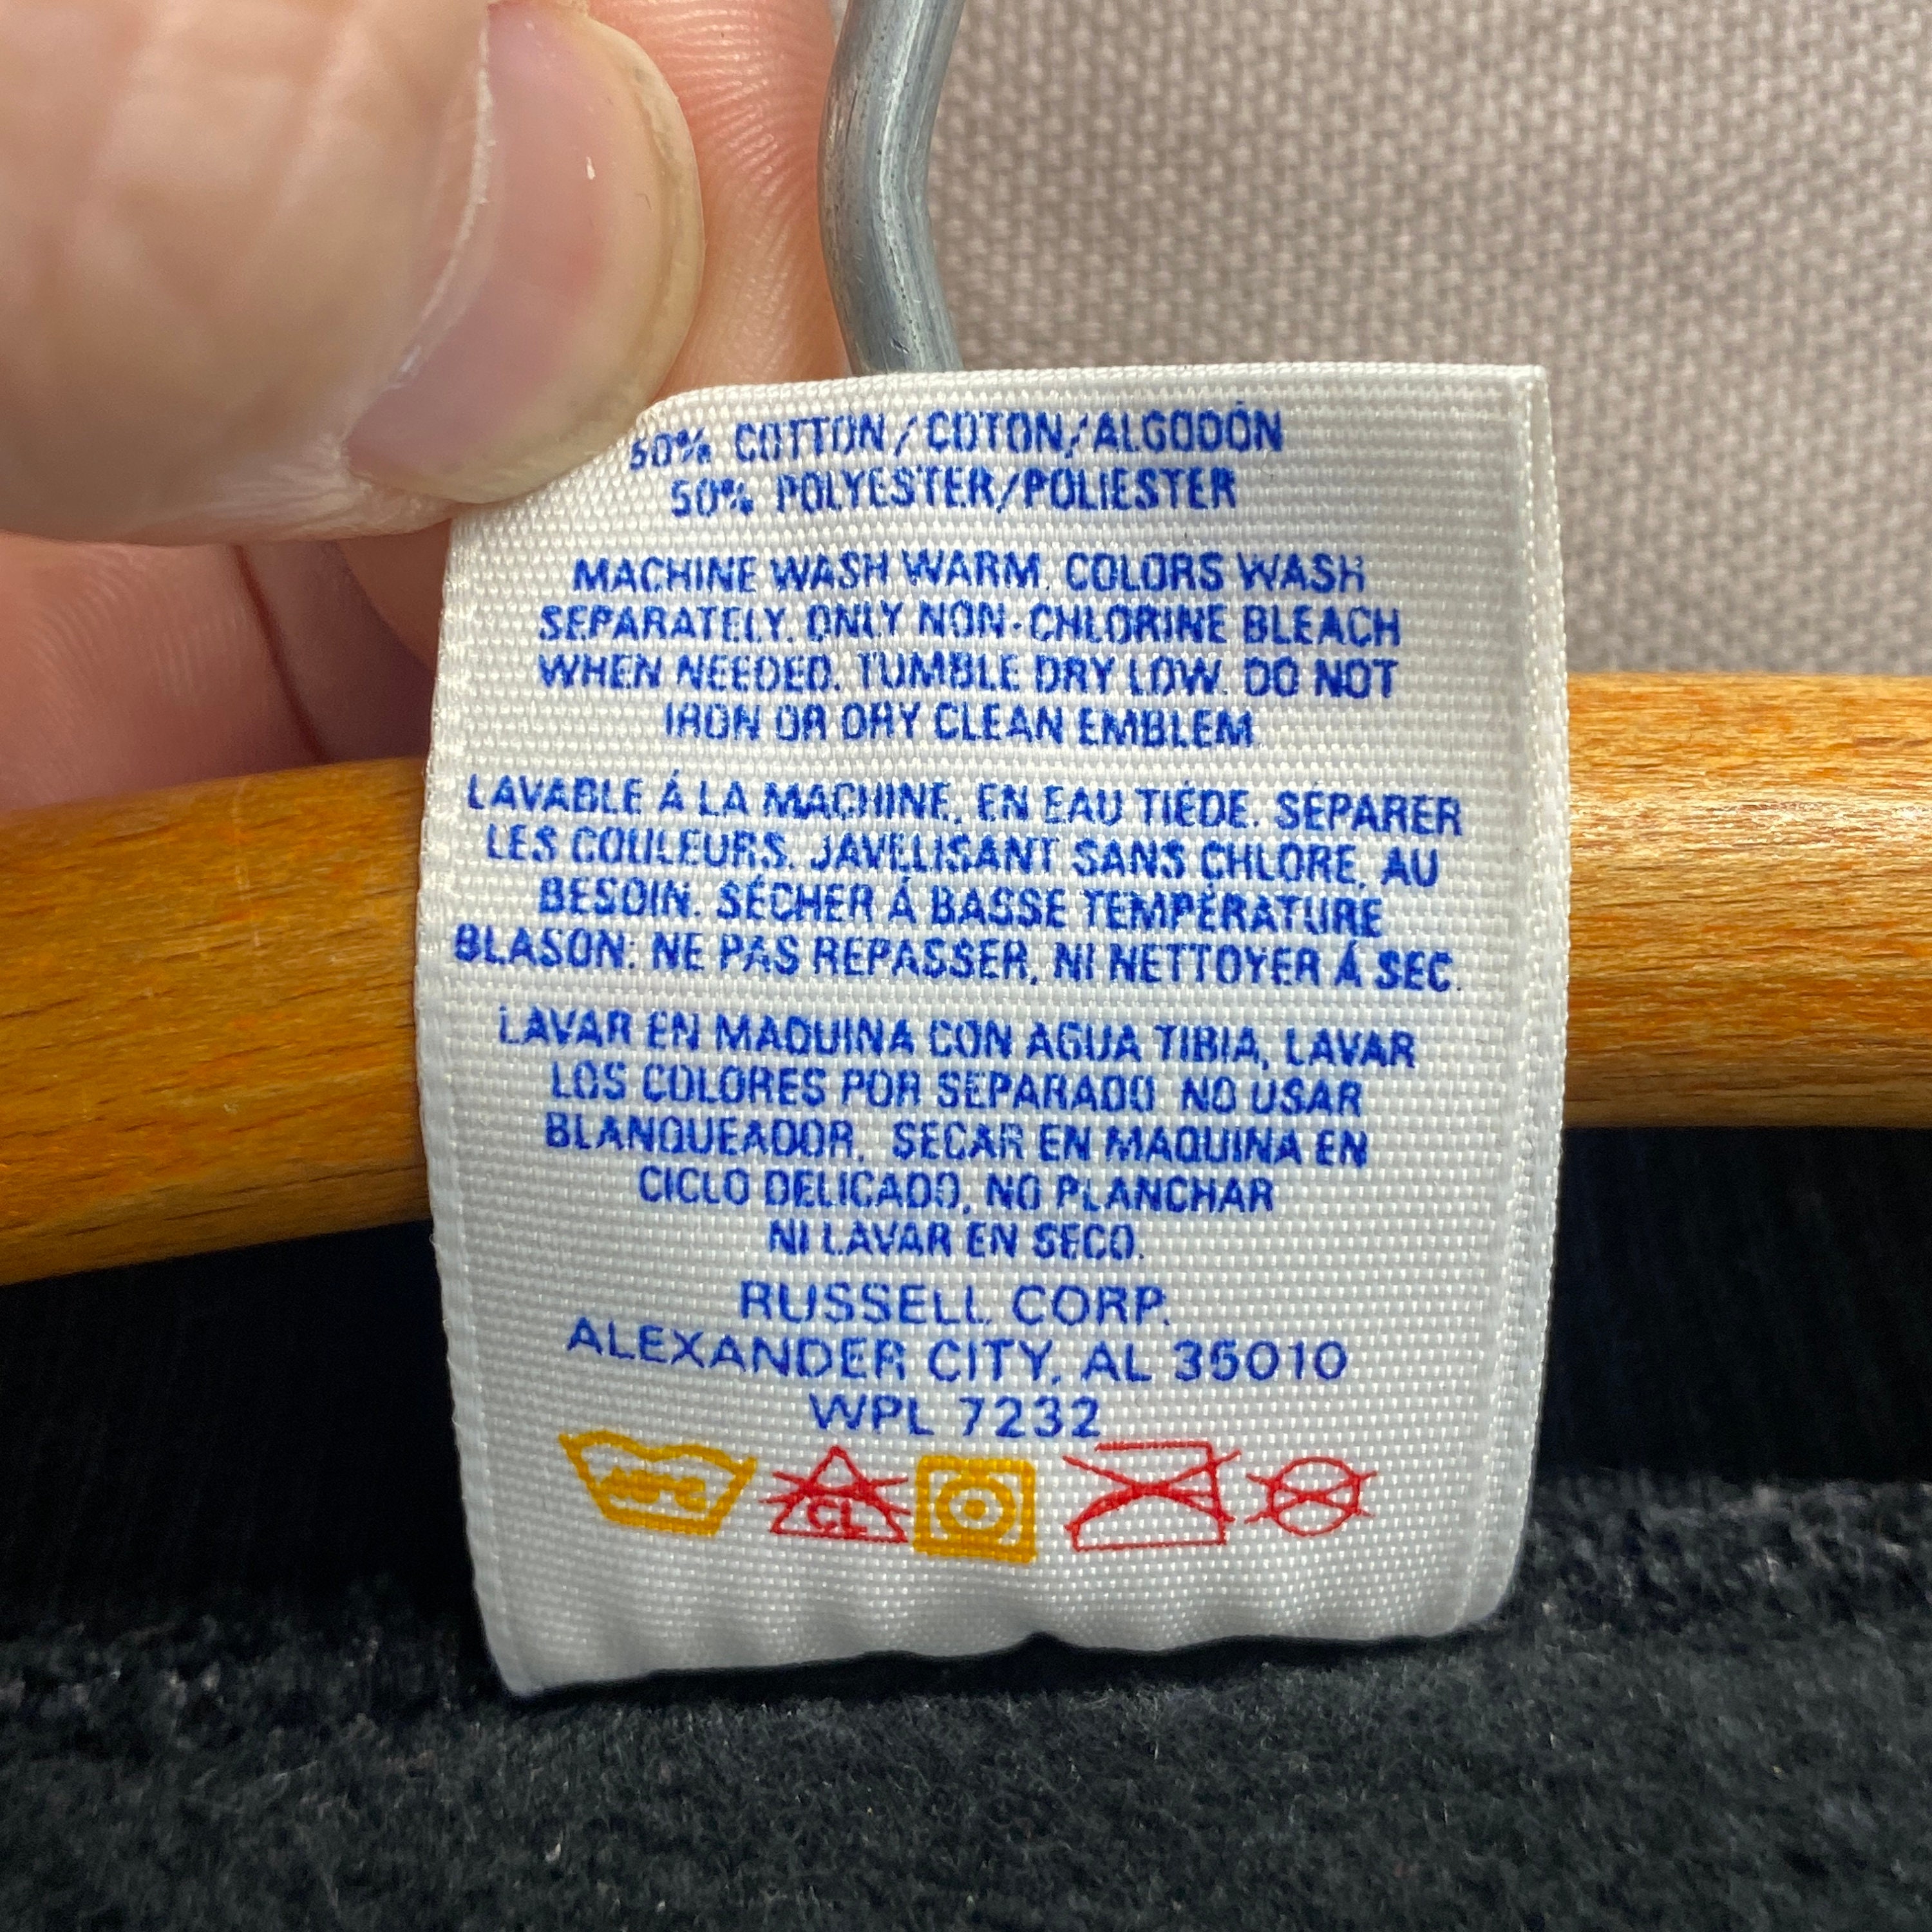 50% COTTON/COTON/ALGODÓN
50% POLYESTER/POLIESTER
MACHINE WASH WARM. COLORS WASH
SEPARATELY. ONLY NON-CHLORINE BLEACH
WHEN NEEDED. TUMBLE DRY LOW. DO NOT
IRON OR DRY CLEAN EMBLEM
LAVABLE Á LA MACHINE, EN EAU TIÉDE. SÉPARER
LES COULEURS. JAVELISANT SANS CHLORE, AU
BESOIN. SÉCHER Á BASSE TEMPÉRATURE
BLASON: NE PAS REPASSER, NI NETTOYER Á SEC.
LAVAR EN MAQUINA CON AGUA TIBIA, LAVAR
LOS COLORES POR SEPARADO. NO USAR
BLANQUEADOR. SECAR EN MAQUINA EN
CICLO DELICADO, NO PLANCHAR
NI LAVAR EN SECO.
RUSSELL CORP.
ALEXANDER CITY, AL 35010
WPL 7232
CL